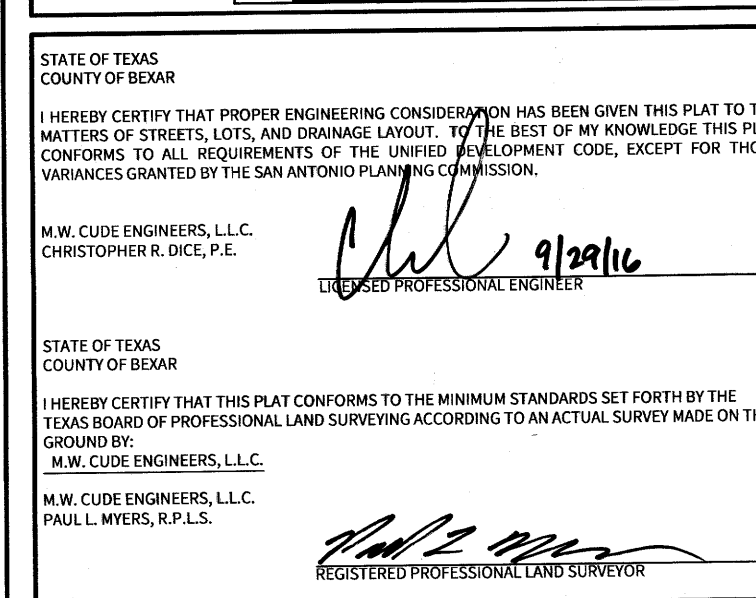 STATE OF TEXAS
COUNTY OF BEXAR
I HEREBY CERTIFY THAT PROPER ENGINEERING CONSIDERATION HAS BEEN GIVEN THIS PLAT TO
MATTERS OF STREETS, LOTS, AND DRAINAGE LAYOUT. TO THE BEST OF MY KNOWLEDGE THIS
CONFORMS TO ALL REQUIREMENTS OF THE UNIFIED DEVELOPMENT CODE, EXCEPT FOR
VARIANCES GRANTED BY THE SAN ANTONIO PLANNING COMMISSION.
M.W. CUDE ENGINEERS, L.L.C.
CHRISTOPHER R. DICE, P.E.
9/29/16
LICENSED PROFESSIONAL ENGINEER
STATE OF TEXAS
COUNTY OF BEXAR
I HEREBY CERTIFY THAT THIS PLAT CONFORMS TO THE MINIMUM STANDARDS SET FORTH BY THE
TEXAS BOARD OF PROFESSIONAL LAND SURVEYING ACCORDING TO AN ACTUAL SURVEY MADE ON
GROUND BY:
M.W. CUDE ENGINEERS, L.L.C.
M.W. CUDE ENGINEERS, L.L.C.
PAUL L. MYERS, R.P.L.S.
REGISTERED PROFESSIONAL LAND SURVEYOR